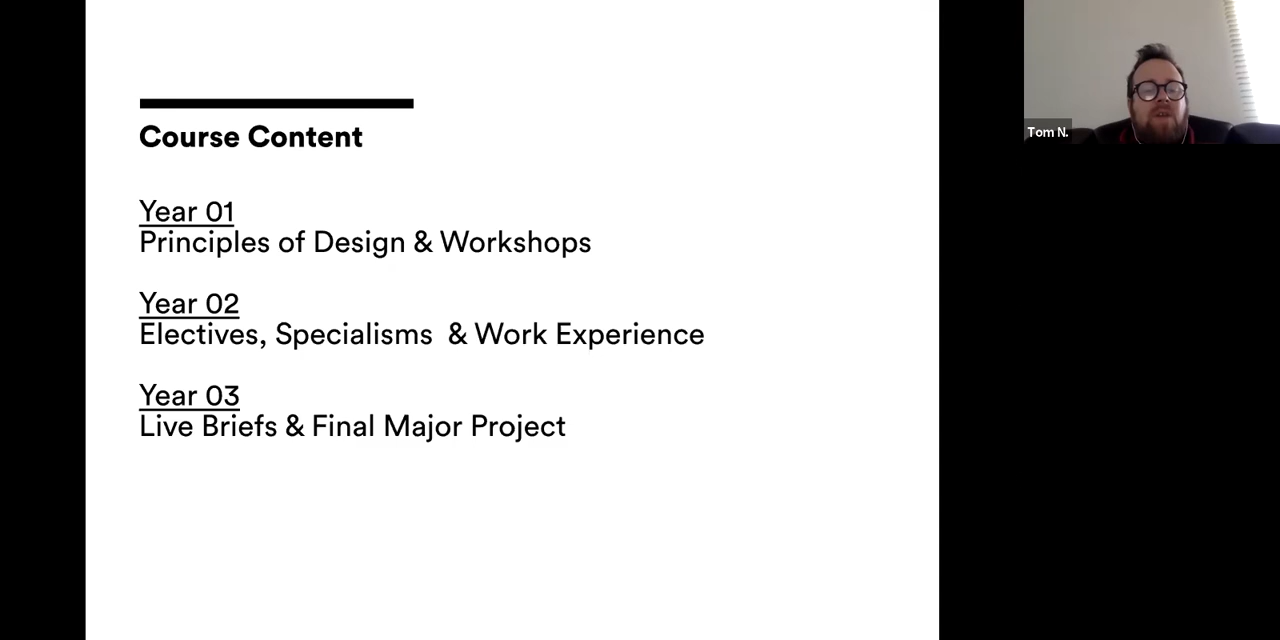 Course Content
Year 01
Principles of Design & Workshops
Year 02
Electives, Specialisms  & Work Experience
Year 03
Live Briefs & Final Major Project
Tom N.